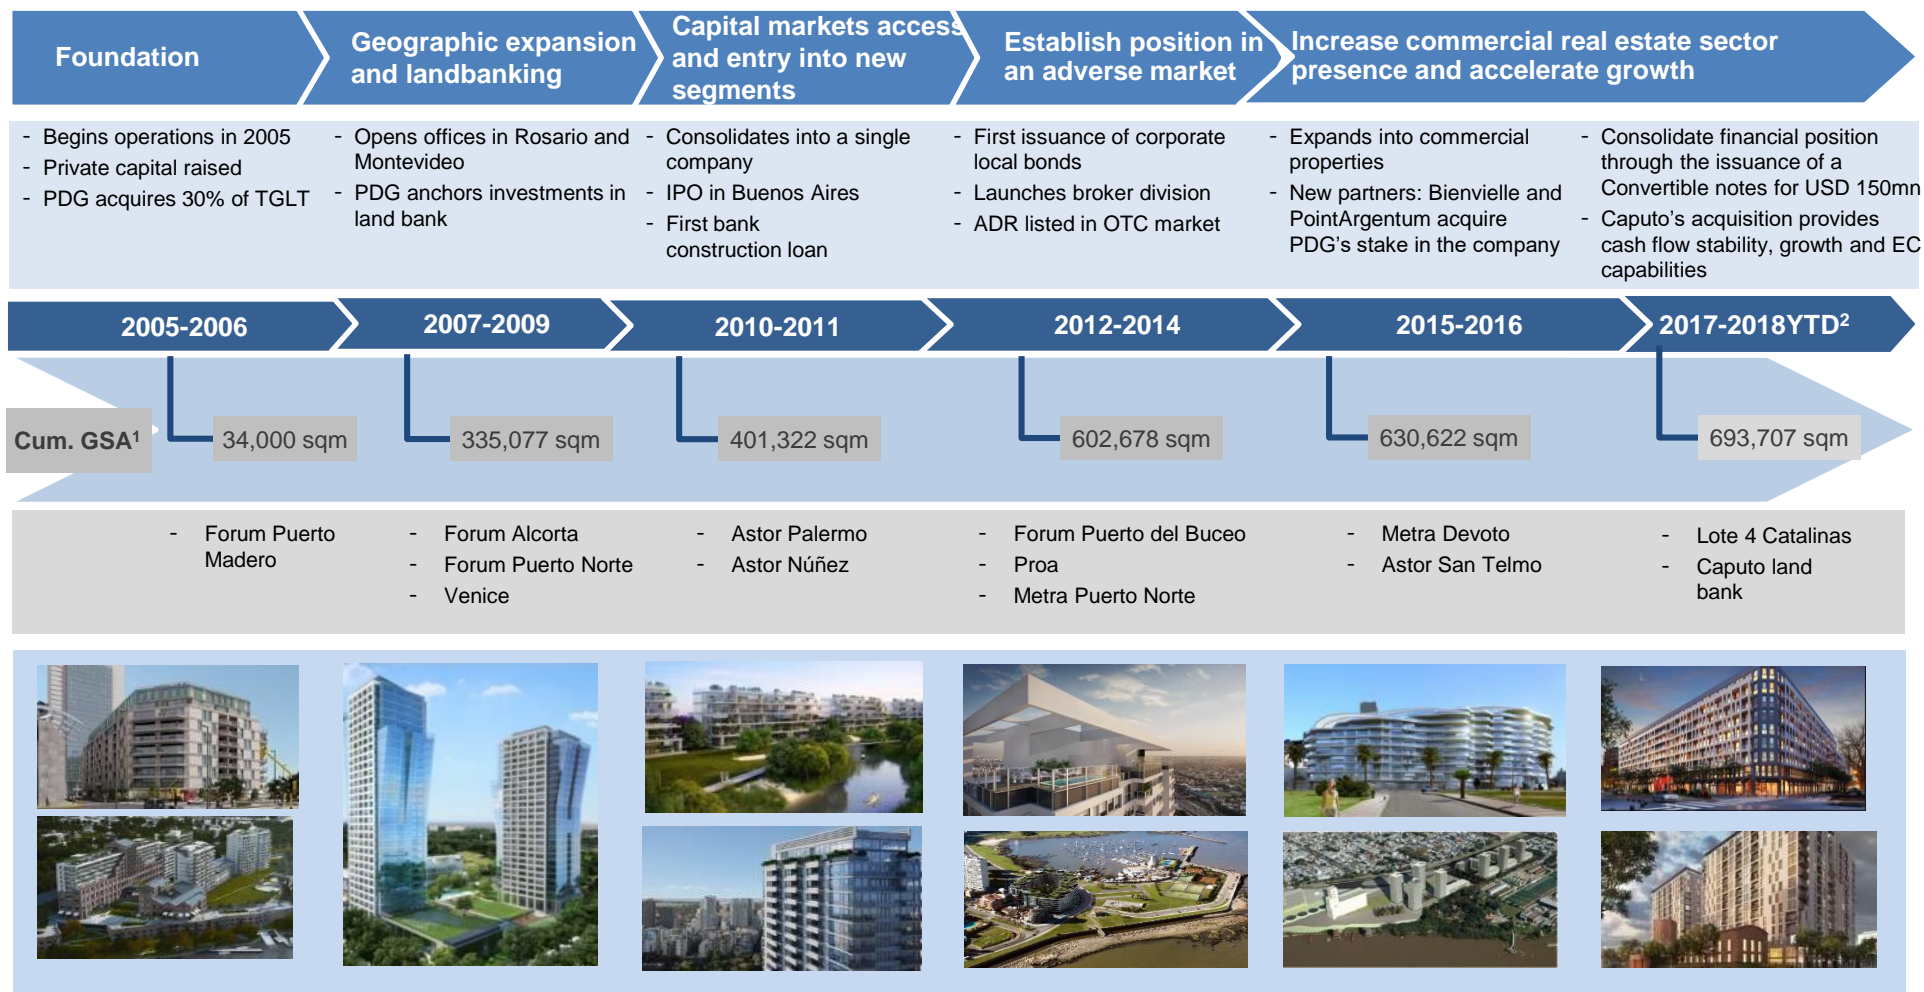 Foundation
Geographic expansion
and landbanking
Capital markets access
and entry into new
segments
Establish position in
an adverse market
Increase commercial real estate sector
presence and accelerate growth
- Begins operations in 2005
- Private capital raised
- PDG acquires 30% of TGLT
- Opens offices in Rosario and
Montevideo
- PDG anchors investments in
land bank
- Consolidates into a single
company
- IPO in Buenos Aires
- First bank
construction loan
- First issuance of corporate
local bonds
- Launches broker division
- ADR listed in OTC market
- Expands into commercial
properties
- New partners: Bienvielle and
PointArgentum acquire
PDG's stake in the company
- Consolidate financial position
through the issuance of a
Convertible notes for USD 150mn
- Caputo's acquisition provides
cash flow stability, growth and EC
capabilities
2005-2006
2007-2009
2010-2011
2012-2014
2015-2016
2017-2018YTD²
Cum. GSA¹
34,000 sqm
335,077 sqm
401,322 sqm
602,678 sqm
630,622 sqm
693,707 sqm
- Forum Puerto
Madero
- Forum Alcorta
- Forum Puerto Norte
- Venice
- Astor Palermo
- Astor Núñez
- Forum Puerto del Buceo
- Proa
- Metra Puerto Norte
- Metra Devoto
- Astor San Telmo
- Lote 4 Catalinas
- Caputo land
bank